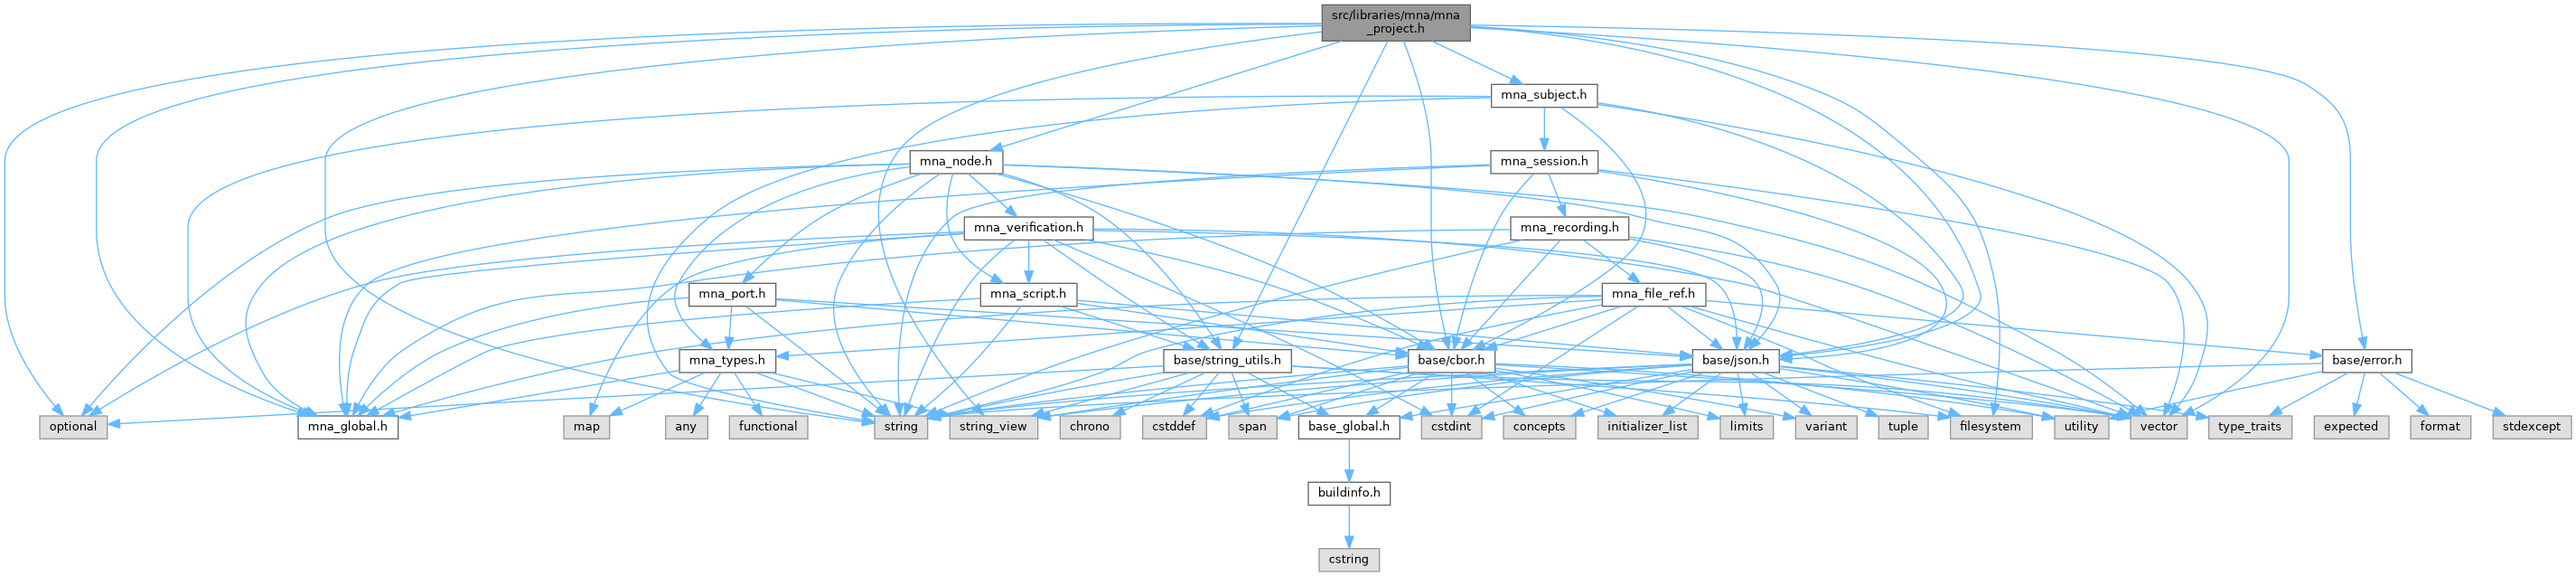 src/libraries/mna/mna
_project.h
mna_subject.h
mna_node.h
mna_session.h
mna_verification.h
mna_recording.h
mna_port.h
mna_script.h
mna_file_ref.h
mna_types.h
base/string_utils.h
base/cbor.h
base/json.h
base/error.h
optional
mna_global.h
map
any
functional
string
string_view
chrono
cstddef
span
base_global.h
cstdint
concepts
initializer_list
limits
variant
tuple
filesystem
utility
vector
type_traits
expected
format
stdexcept
buildinfo.h
cstring